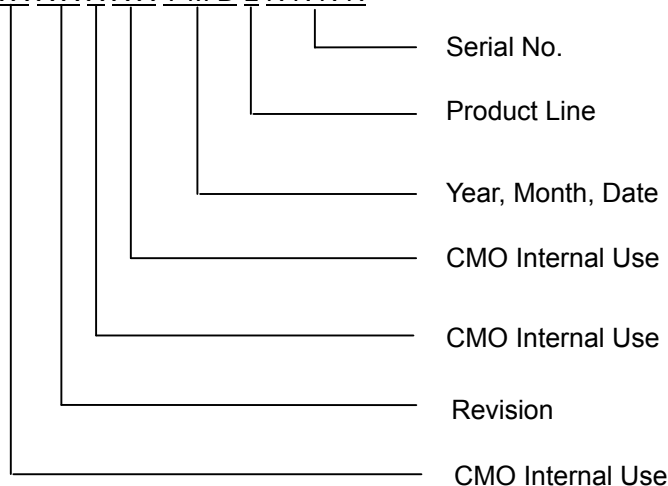 Serial No.
Product Line
Year, Month, Date
CMO Internal Use
CMO Internal Use
Revision
CMO Internal Use